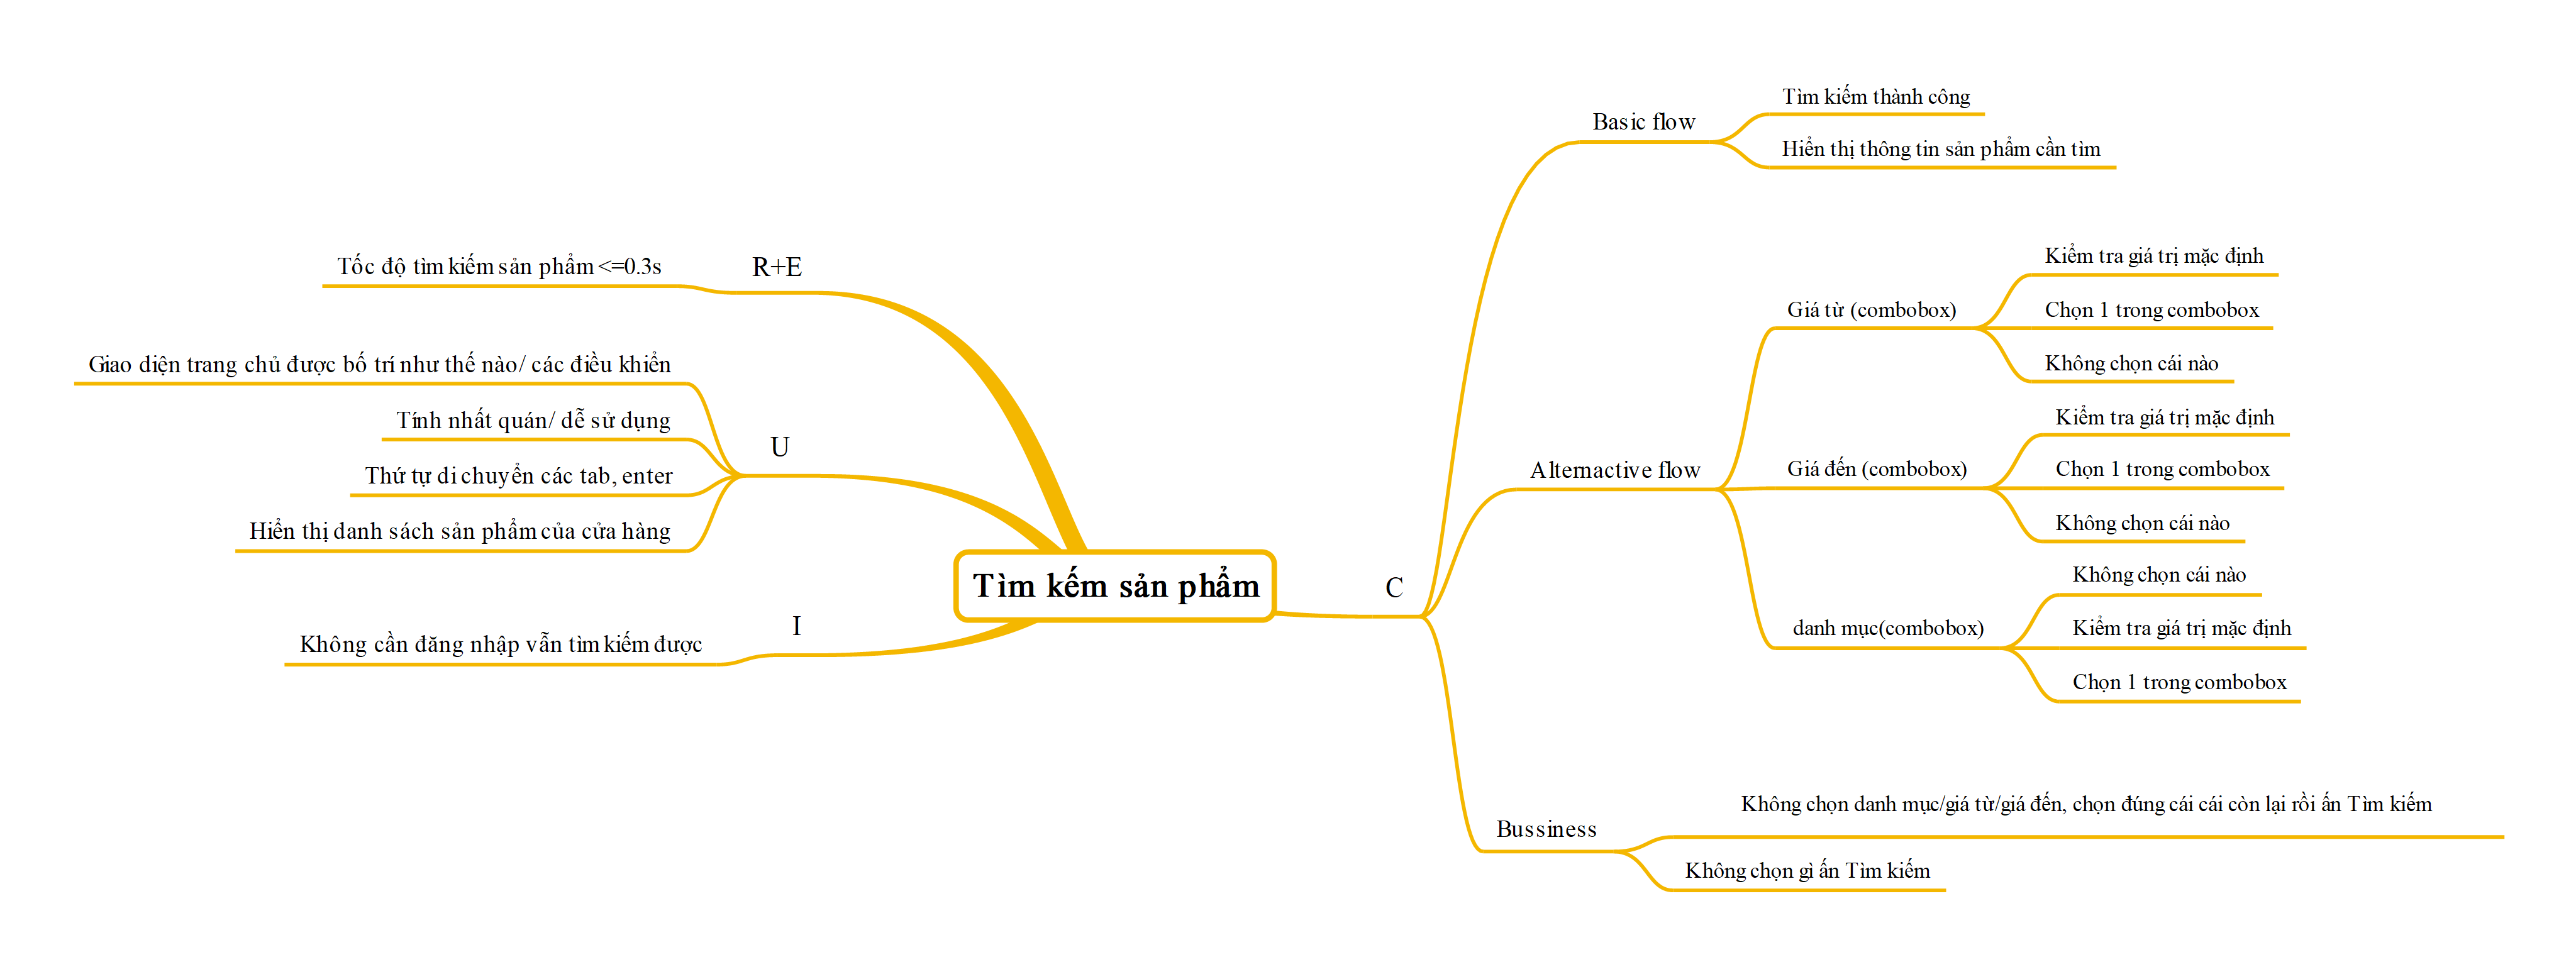 Tìm kếm sản phẩm
R+E
Tốc độ tìm kiếm sản phẩm <=0.3s
U
Giao diện trang chủ được bố trí như thế nào/ các điều khiển
Tính nhất quán/ dễ sử dụng
Thứ tự di chuyển các tab, enter
Hiển thị danh sách sản phẩm của cửa hàng
I
Không cần đăng nhập vẫn tìm kiếm được
C
Basic flow
Tìm kiếm thành công
Hiển thị thông tin sản phẩm cần tìm
Alternactive flow
Giá từ (combobox)
Kiểm tra giá trị mặc định
Chọn 1 trong combobox
Không chọn cái nào
Giá đến (combobox)
Kiểm tra giá trị mặc định
Chọn 1 trong combobox
Không chọn cái nào
danh mục(combobox)
Không chọn cái nào
Kiểm tra giá trị mặc định
Chọn 1 trong combobox
Bussiness
Không chọn danh mục/giá từ/giá đến, chọn đúng cái cái còn lại rồi ấn Tìm kiếm
Không chọn gì ấn Tìm kiếm